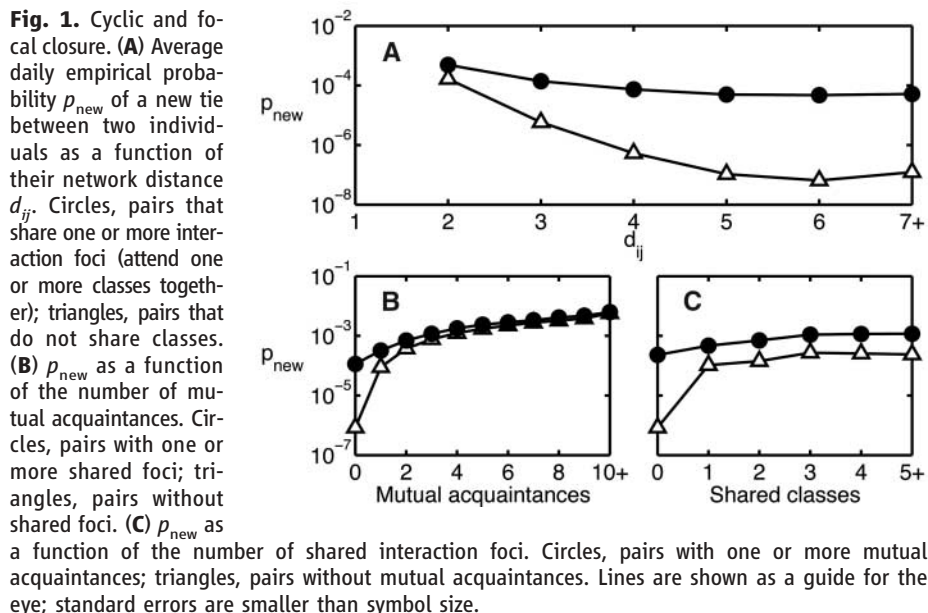 Fig. 1. Cyclic and fo-
cal closure. (A) Average
daily empirical proba-
bility pnew of a new tie
between two individ-
uals as a function of
their network distance
dij. Circles, pairs that
share one or more inter-
action foci (attend one
or more classes togeth-
er); triangles, pairs that
do not share classes.
(B) pnew as a function
of the number of mu-
tual acquaintances. Cir-
cles, pairs with one or
more shared foci; tri-
angles, pairs without
shared foci. (C) pnew as
a function of the number of shared interaction foci. Circles, pairs with one or more mutual
acquaintances; triangles, pairs without mutual acquaintances. Lines are shown as a guide for the
eye; standard errors are smaller than symbol size.
A
10^-2
10^-4
10^-6
10^-8
pnew
1 2 3 4 5 6 7+
dij
B
10^-1
10^-3
10^-5
10^-7
pnew
0 2 4 6 8 10+
Mutual acquaintances
C
0 1 2 3 4 5+
Shared classes